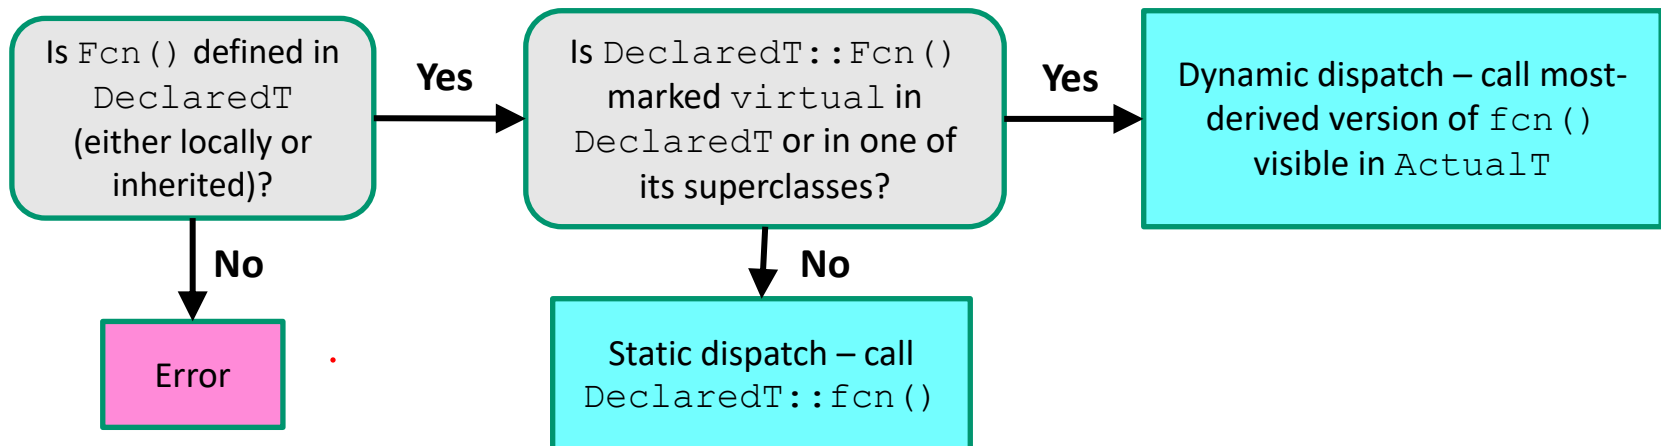 Is Fcn() defined in
DeclaredT
(either locally or
inherited)?
Yes
Is DeclaredT::Fcn()
marked virtual in
DeclaredT or in one of
its superclasses?
Yes
Dynamic dispatch – call most-
derived version of fcn()
visible in ActualT
No
Error
No
Static dispatch – call
DeclaredT::fcn()